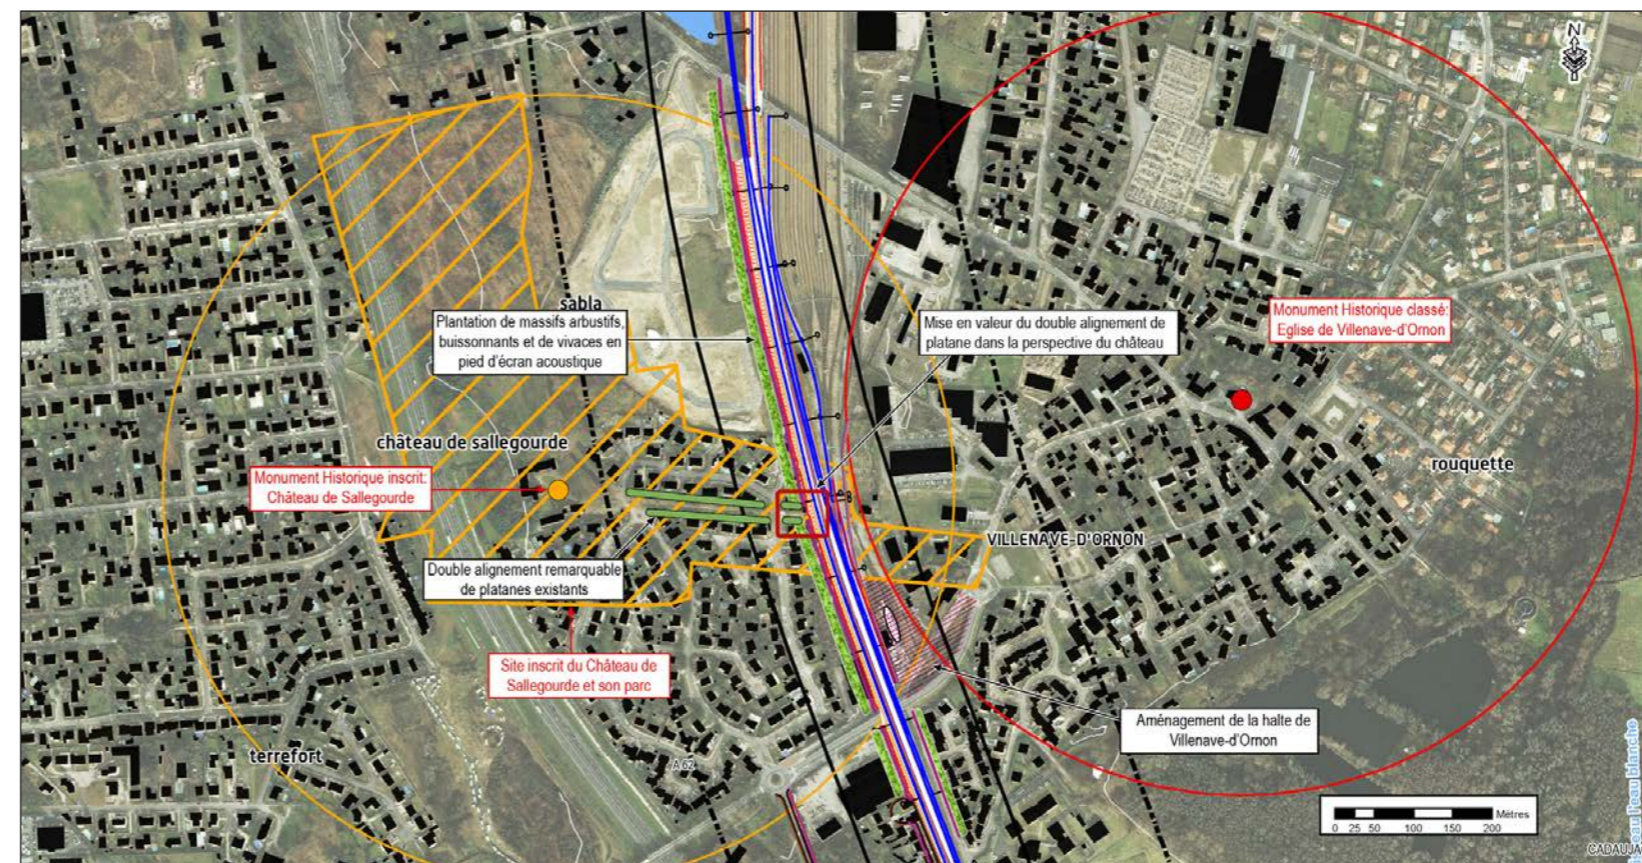 N
sabla
Plantation de massifs arbustifs,
buissonnants et de vivaces en
pied d'écran acoustique
Mise en valeur du double alignement de
platane dans la perspective du château
Monument Historique classé:
Eglise de Villenave-d'Ornon
château de sallegourde
rouquette
Monument Historique inscrit:
Château de Sallegourde
VILLENAVE-D'ORNON
Double alignement remarquable
de platanes existants
Site inscrit du Château de
Sallegourde et son parc
Aménagement de la halte de
Villenave-d'Ornon
terrefort
A 62
Mètres
0 25 50 100 150 200
eau l'eau blanche
CADAUJA